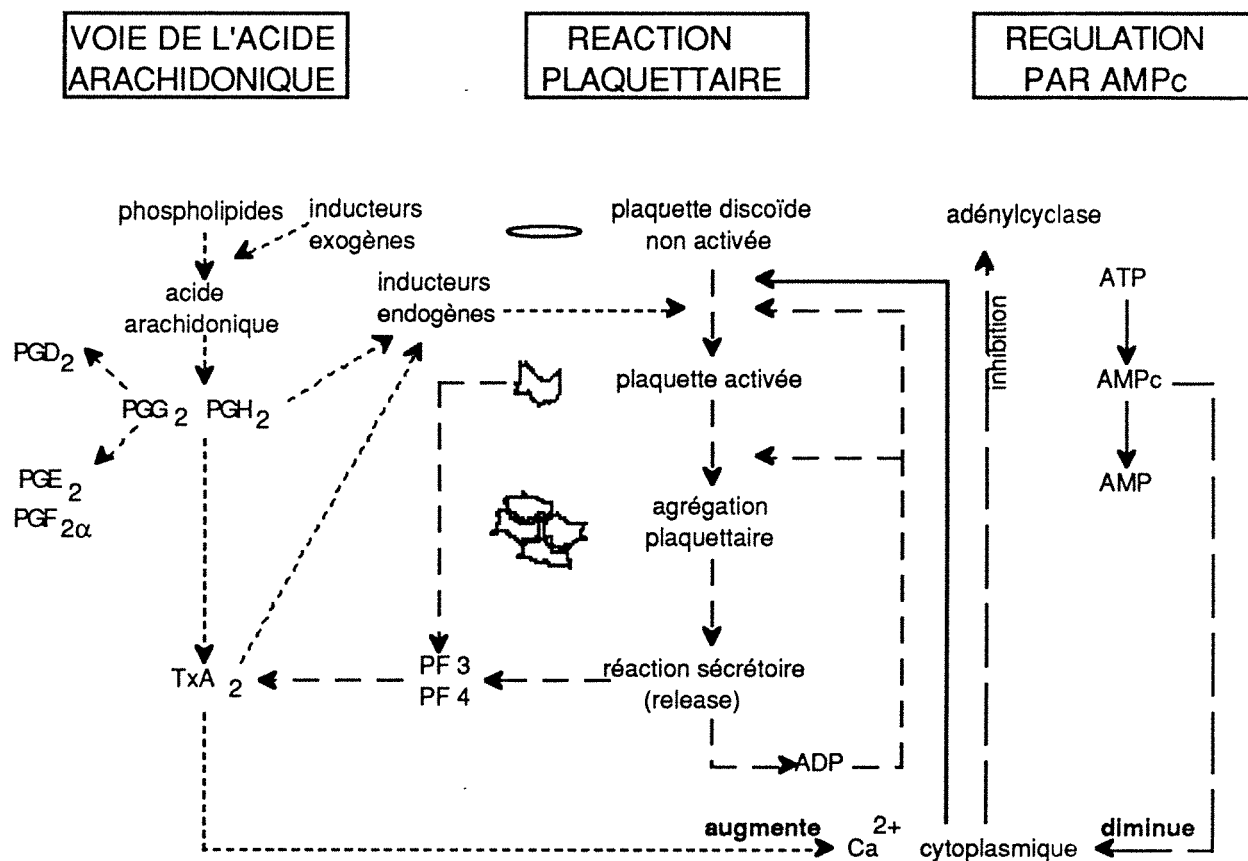 VOIE DE L'ACIDE
ARACHIDONIQUE
REACTION
PLAQUETTAIRE
REGULATION
PAR AMPc
phospholipides
inducteurs
exogènes
plaquette discoïde
non activée
adénylcyclase
acide
arachidonique
inducteurs
endogènes
ATP
inhibition
PGD2
plaquette activée
AMPc
PGG2 PGH2
PGE2
PGF2α
AMP
agrégation
plaquettaire
TxA2
PF 3
PF 4
réaction sécrétoire
(release)
ADP
augmente
Ca2+ cytoplasmique
diminue